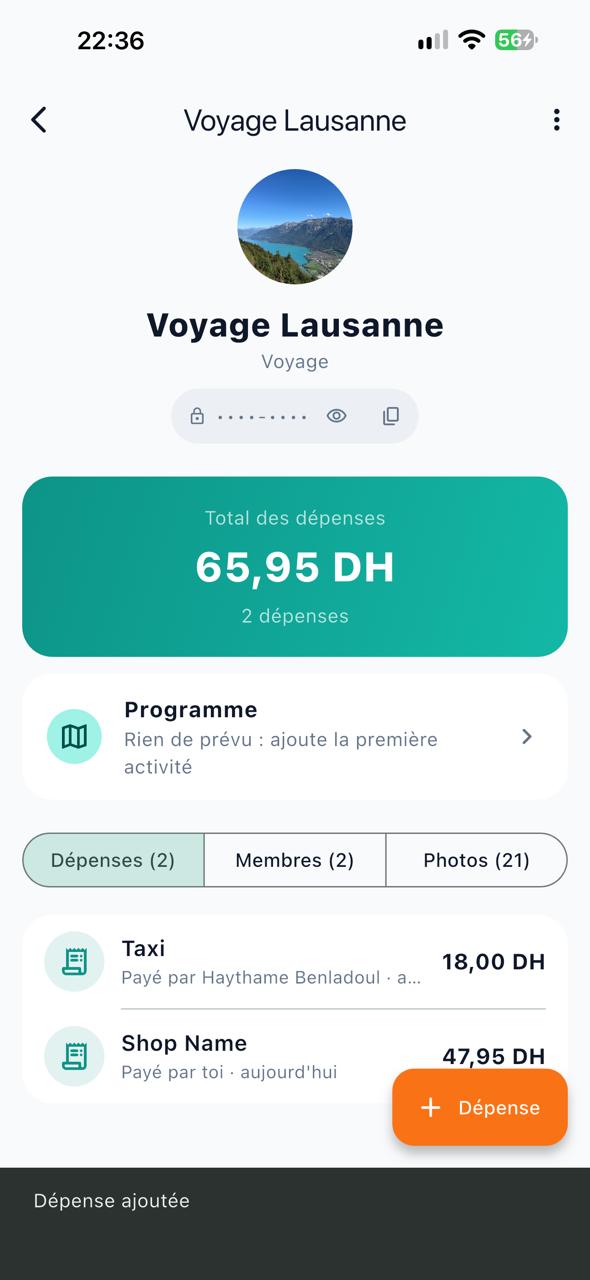 22:36
56
Voyage Lausanne
Voyage Lausanne
Voyage
••••-••••
Total des dépenses
65,95 DH
2 dépenses
Programme
Rien de prévu : ajoute la première
activité
Dépenses (2)
Membres (2)
Photos (21)
Taxi
18,00 DH
Payé par Haythame Benladoul · a...
Shop Name
47,95 DH
Payé par toi · aujourd'hui
+ Dépense
Dépense ajoutée